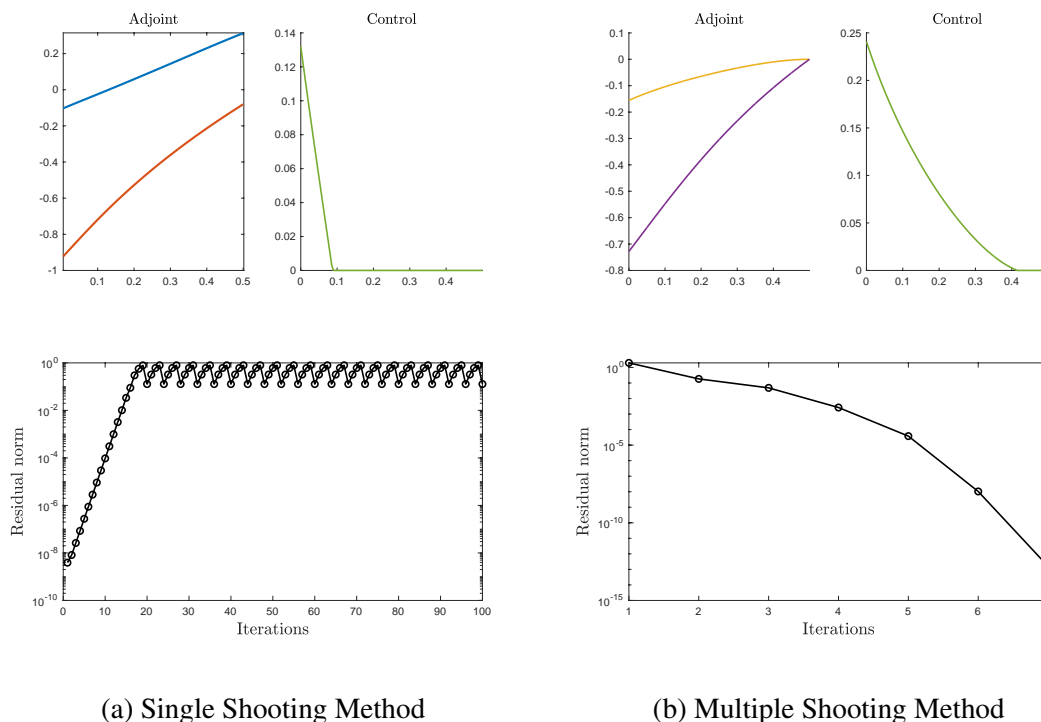 Adjoint
Control
0.2
0
-0.2
-0.4
-0.6
-0.8
-1
0.1 0.2 0.3 0.4 0.5
0.14
0.12
0.1
0.08
0.06
0.04
0.02
0
0 0.1 0.2 0.3 0.4
Adjoint
Control
0.1
0
-0.1
-0.2
-0.3
-0.4
-0.5
-0.6
-0.7
-0.8
0 0.1 0.2 0.3 0.4
0.25
0.2
0.15
0.1
0.05
0
0 0.1 0.2 0.3 0.4
Residual norm
10^0
10^-2
10^-4
10^-6
10^-8
10^-10
0 10 20 30 40 50 60 70 80 90 100
Iterations
Residual norm
10^0
10^-5
10^-10
10^-15
1 2 3 4 5 6
Iterations
(a) Single Shooting Method
(b) Multiple Shooting Method